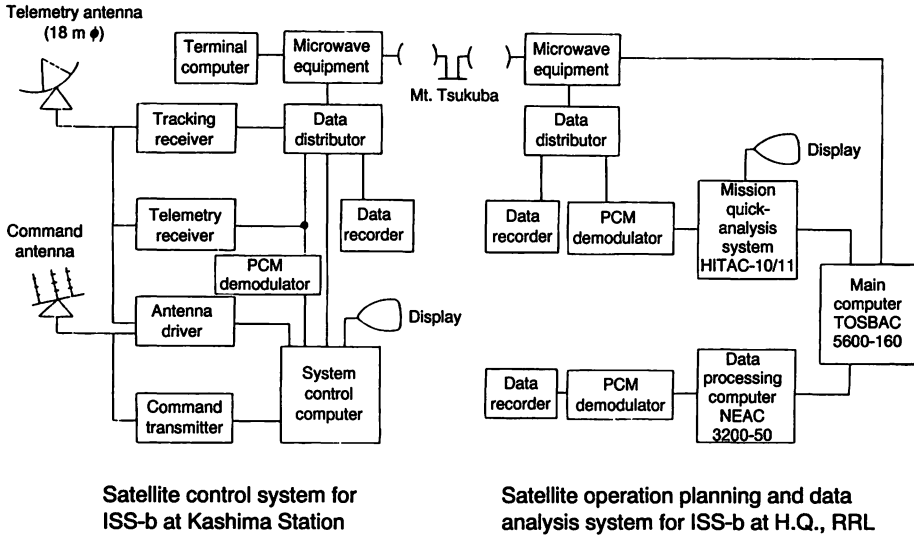 Telemetry antenna
(18 m ϕ)
Terminal
computer
Microwave
equipment
Mt. Tsukuba
Microwave
equipment
Tracking
receiver
Data
distributor
Data
distributor
Display
Telemetry
receiver
Data
recorder
Data
recorder
PCM
demodulator
Mission
quick-
analysis
system
HITAC-10/11
Command
antenna
PCM
demodulator
Main
computer
TOSBAC
5600-160
Antenna
driver
Display
System
control
computer
Command
transmitter
Data
recorder
PCM
demodulator
Data
processing
computer
NEAC
3200-50
Satellite control system for
ISS-b at Kashima Station
Satellite operation planning and data
analysis system for ISS-b at H.Q., RRL